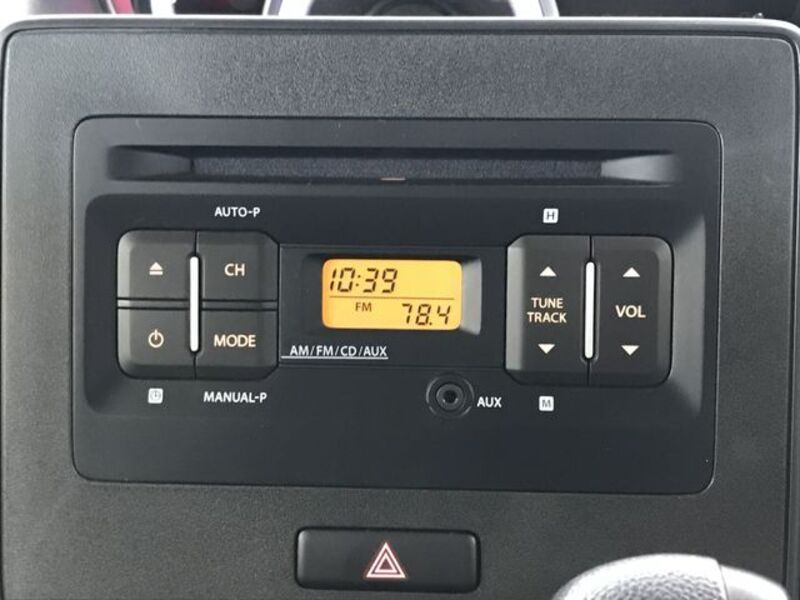 AUTO-P
H
CH
MODE
10:39
FM
78.4
AM/FM/CD/AUX
TUNE
TRACK
VOL
MANUAL-P
AUX
M